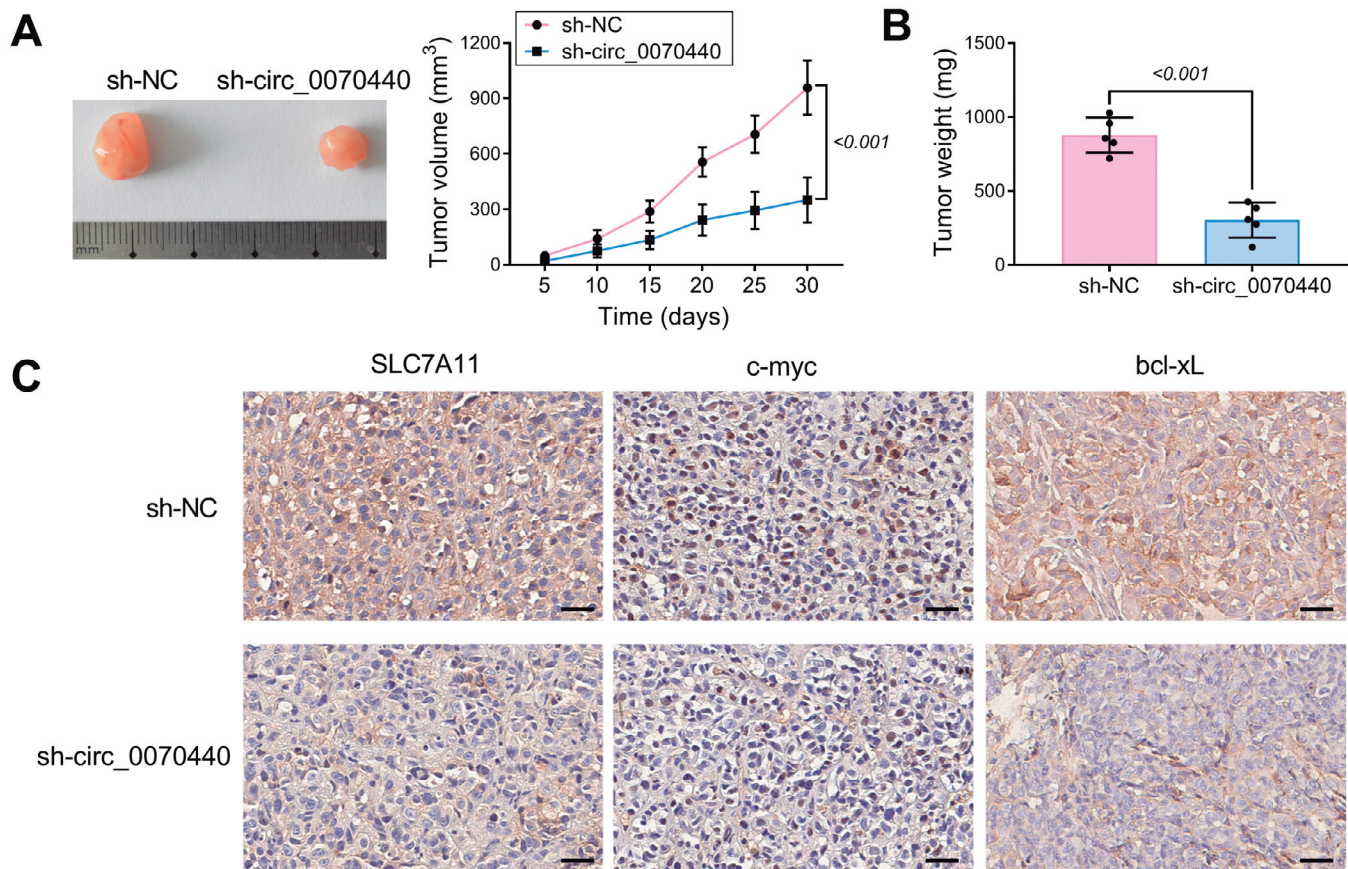 A
sh-NC sh-circ_0070440
mm
sh-NC
sh-circ_0070440
Tumor volume (mm³)
1200
900
600
300
0
<0.001
5 10 15 20 25 30
Time (days)
B
Tumor weight (mg)
1500
1000
500
0
<0.001
sh-NC sh-circ_0070440
C
SLC7A11 c-myc bcl-xL
sh-NC
sh-circ_0070440